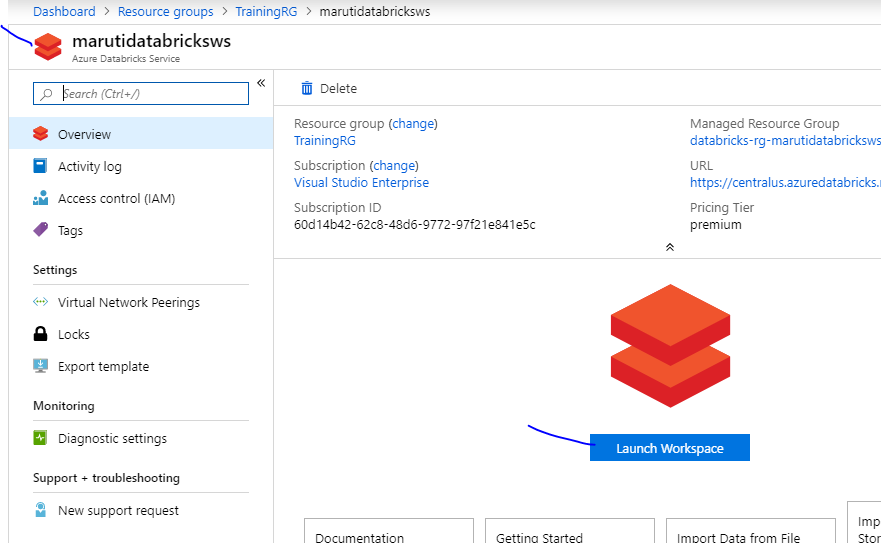 Dashboard > Resource groups > TrainingRG > marutidatabricksws
marutidatabricksws
Azure Databricks Service
Search (Ctrl+/)
«
Overview
Activity log
Access control (IAM)
Tags
Settings
Virtual Network Peerings
Locks
Export template
Monitoring
Diagnostic settings
Support + troubleshooting
New support request
Delete
Resource group (change)
TrainingRG
Subscription (change)
Visual Studio Enterprise
Subscription ID
60d14b42-62c8-48d6-9772-97f21e841e5c
Managed Resource Group
databricks-rg-marutidatabricksws
URL
https://centralus.azuredatabricks.
Pricing Tier
premium
Launch Workspace
Documentation
Getting Started
Import Data from File
Imp
Stor